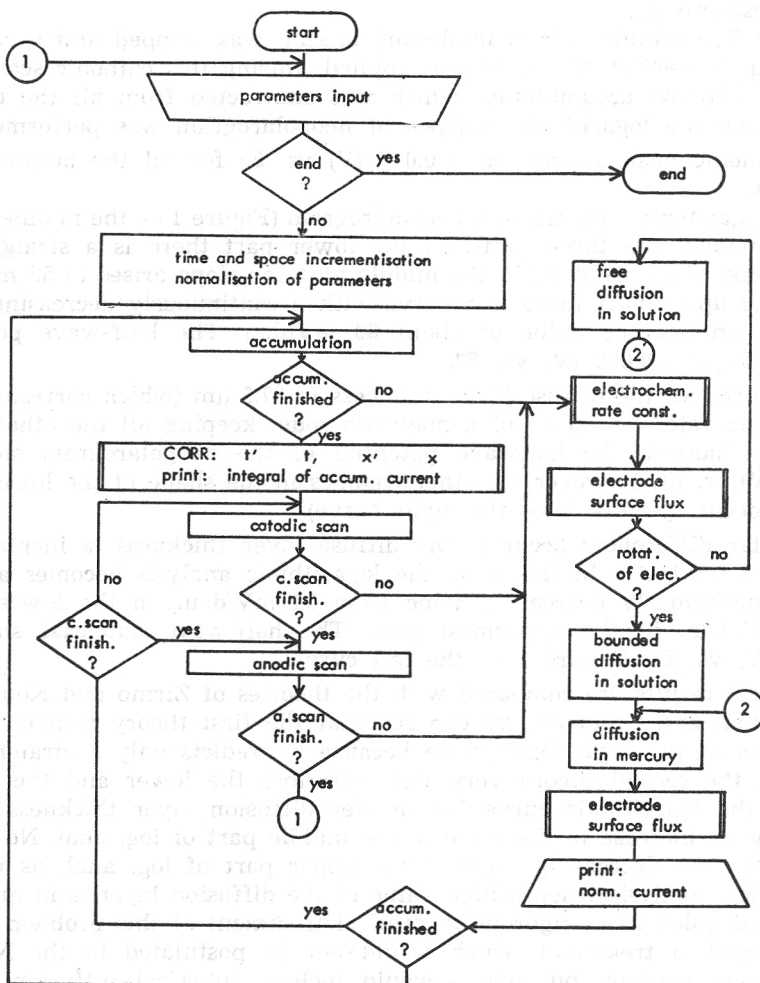 start
1
parameters input
end
?
yes
end
no
time and space incrementisation
normalisation of parameters
free
diffusion
in solution
2
accumulation
accum.
finished
?
no
yes
electrochem.
rate const.
CORR: t' t, x' x
Print: integral of accum. current
electrode
surface flux
catodic scan
rotat.
of elec.
?
no
yes
c.scan
finish.
?
no
yes
a.scan
finish.
?
no
yes
bounded
diffusion
in solution
anodic scan
2
diffusion
in mercury
a.scan
finish.
?
no
1
electrode
surface flux
print:
norm. current
accum.
finished
?
yes